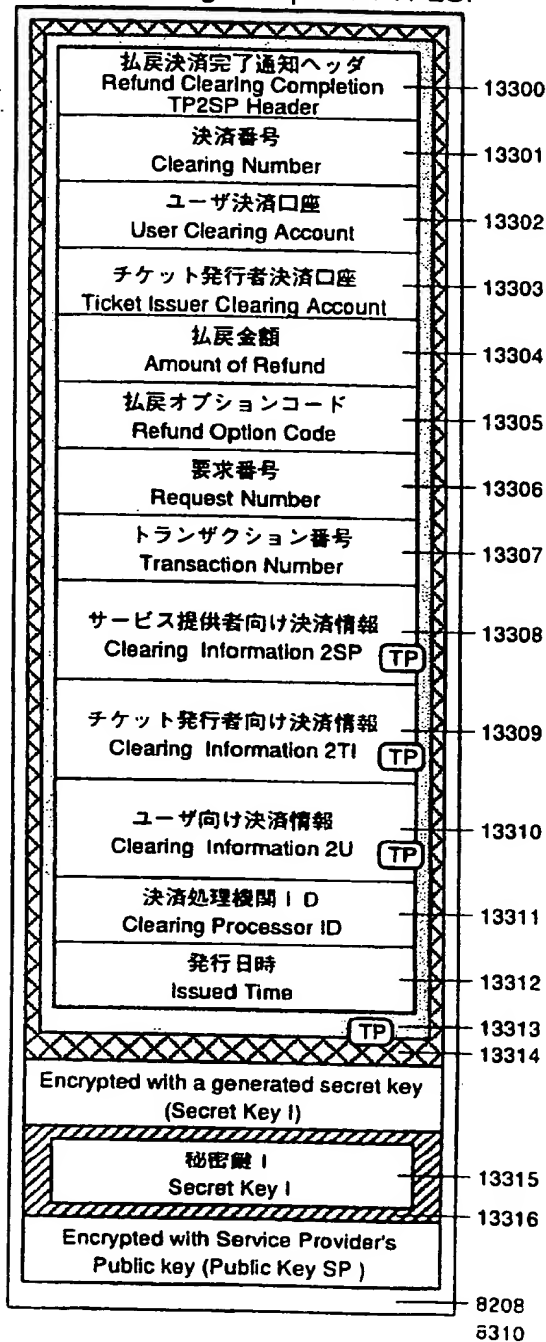 払戻決済完了通知ヘッダ
Refund Clearing Completion
TP2SP Header
13300
決済番号
Clearing Number
13301
ユーザ決済口座
User Clearing Account
13302
チケット発行者決済口座
Ticket Issuer Clearing Account
13303
払戻金額
Amount of Refund
13304
払戻オプションコード
Refund Option Code
13305
要求番号
Request Number
13306
トランザクション番号
Transaction Number
13307
サービス提供者向け決済情報
Clearing Information 2SP
TP
13308
チケット発行者向け決済情報
Clearing Information 2TI
TP
13309
ユーザ向け決済情報
Clearing Information 2U
TP
13310
決済処理機関ID
Clearing Processor ID
13311
発行日時
Issued Time
13312
TP
13313
13314
Encrypted with a generated secret key
(Secret Key I)
秘密鍵 I
Secret Key I
13315
13316
Encrypted with Service Provider's
Public key (Public Key SP )
8208
8310